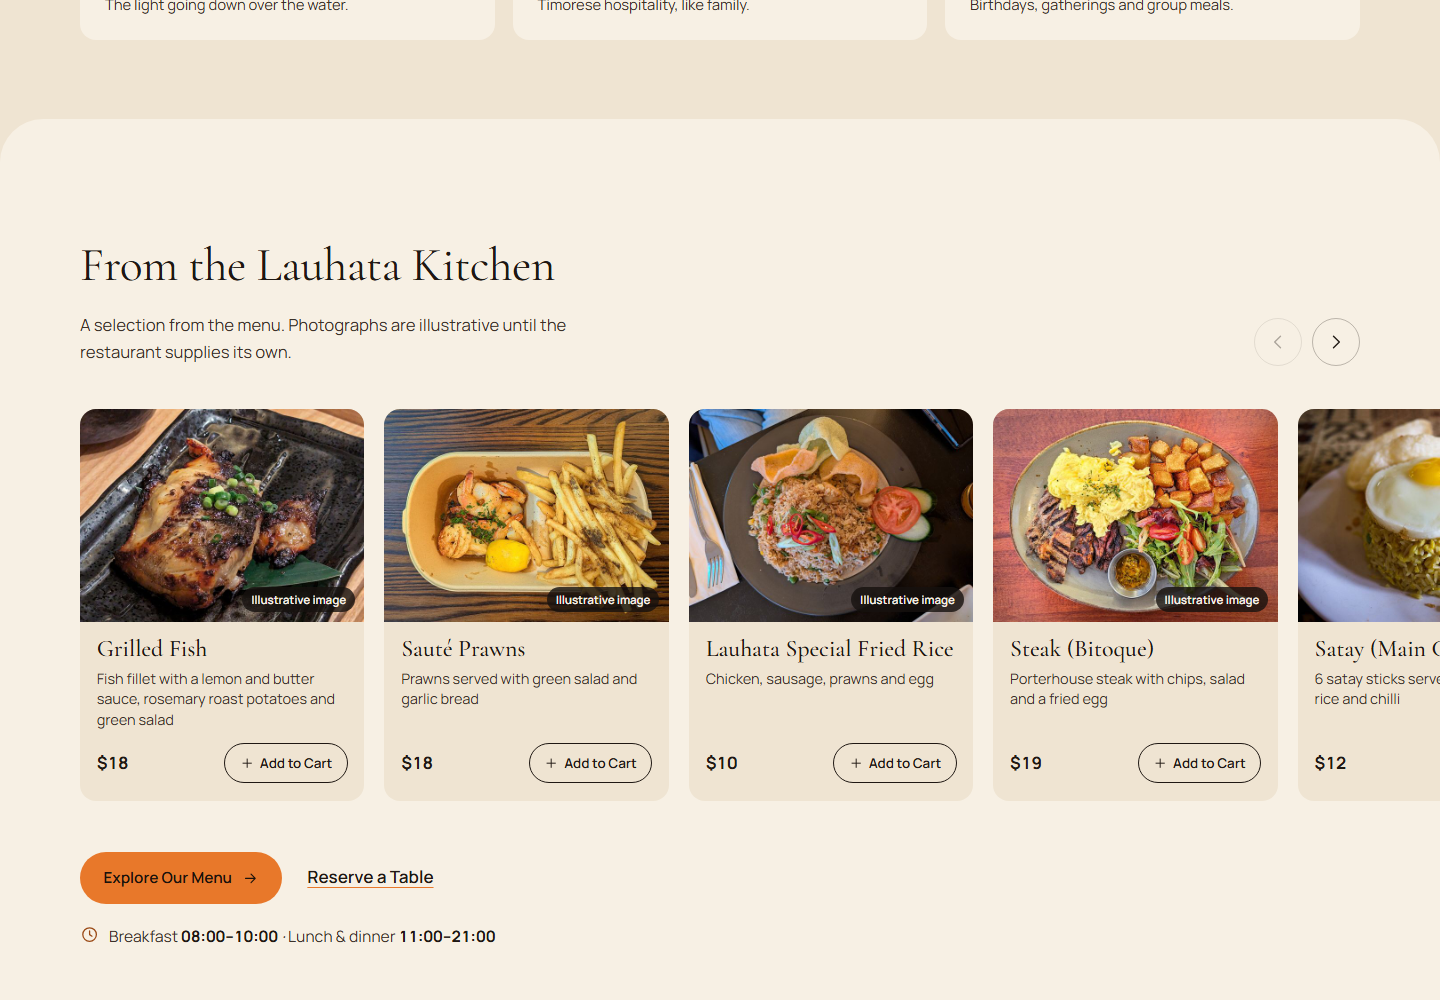 The light going down over the water.
Timorese hospitality, like family.
Birthdays, gatherings and group meals.
From the Lauhata Kitchen
A selection from the menu. Photographs are illustrative until the
restaurant supplies its own.
Illustrative image
Illustrative image
Illustrative image
Illustrative image
Grilled Fish
Fish fillet with a lemon and butter
sauce, rosemary roast potatoes and
green salad
$18
+ Add to Cart
Sauté Prawns
Prawns served with green salad and
garlic bread
$18
+ Add to Cart
Lauhata Special Fried Rice
Chicken, sausage, prawns and egg
$10
+ Add to Cart
Steak (Bitoque)
Porterhouse steak with chips, salad
and a fried egg
$19
+ Add to Cart
Satay (Main
6 satay sticks
rice and chilli
$12
Explore Our Menu →
Reserve a Table
Breakfast 08:00–10:00 · Lunch & dinner 11:00–21:00